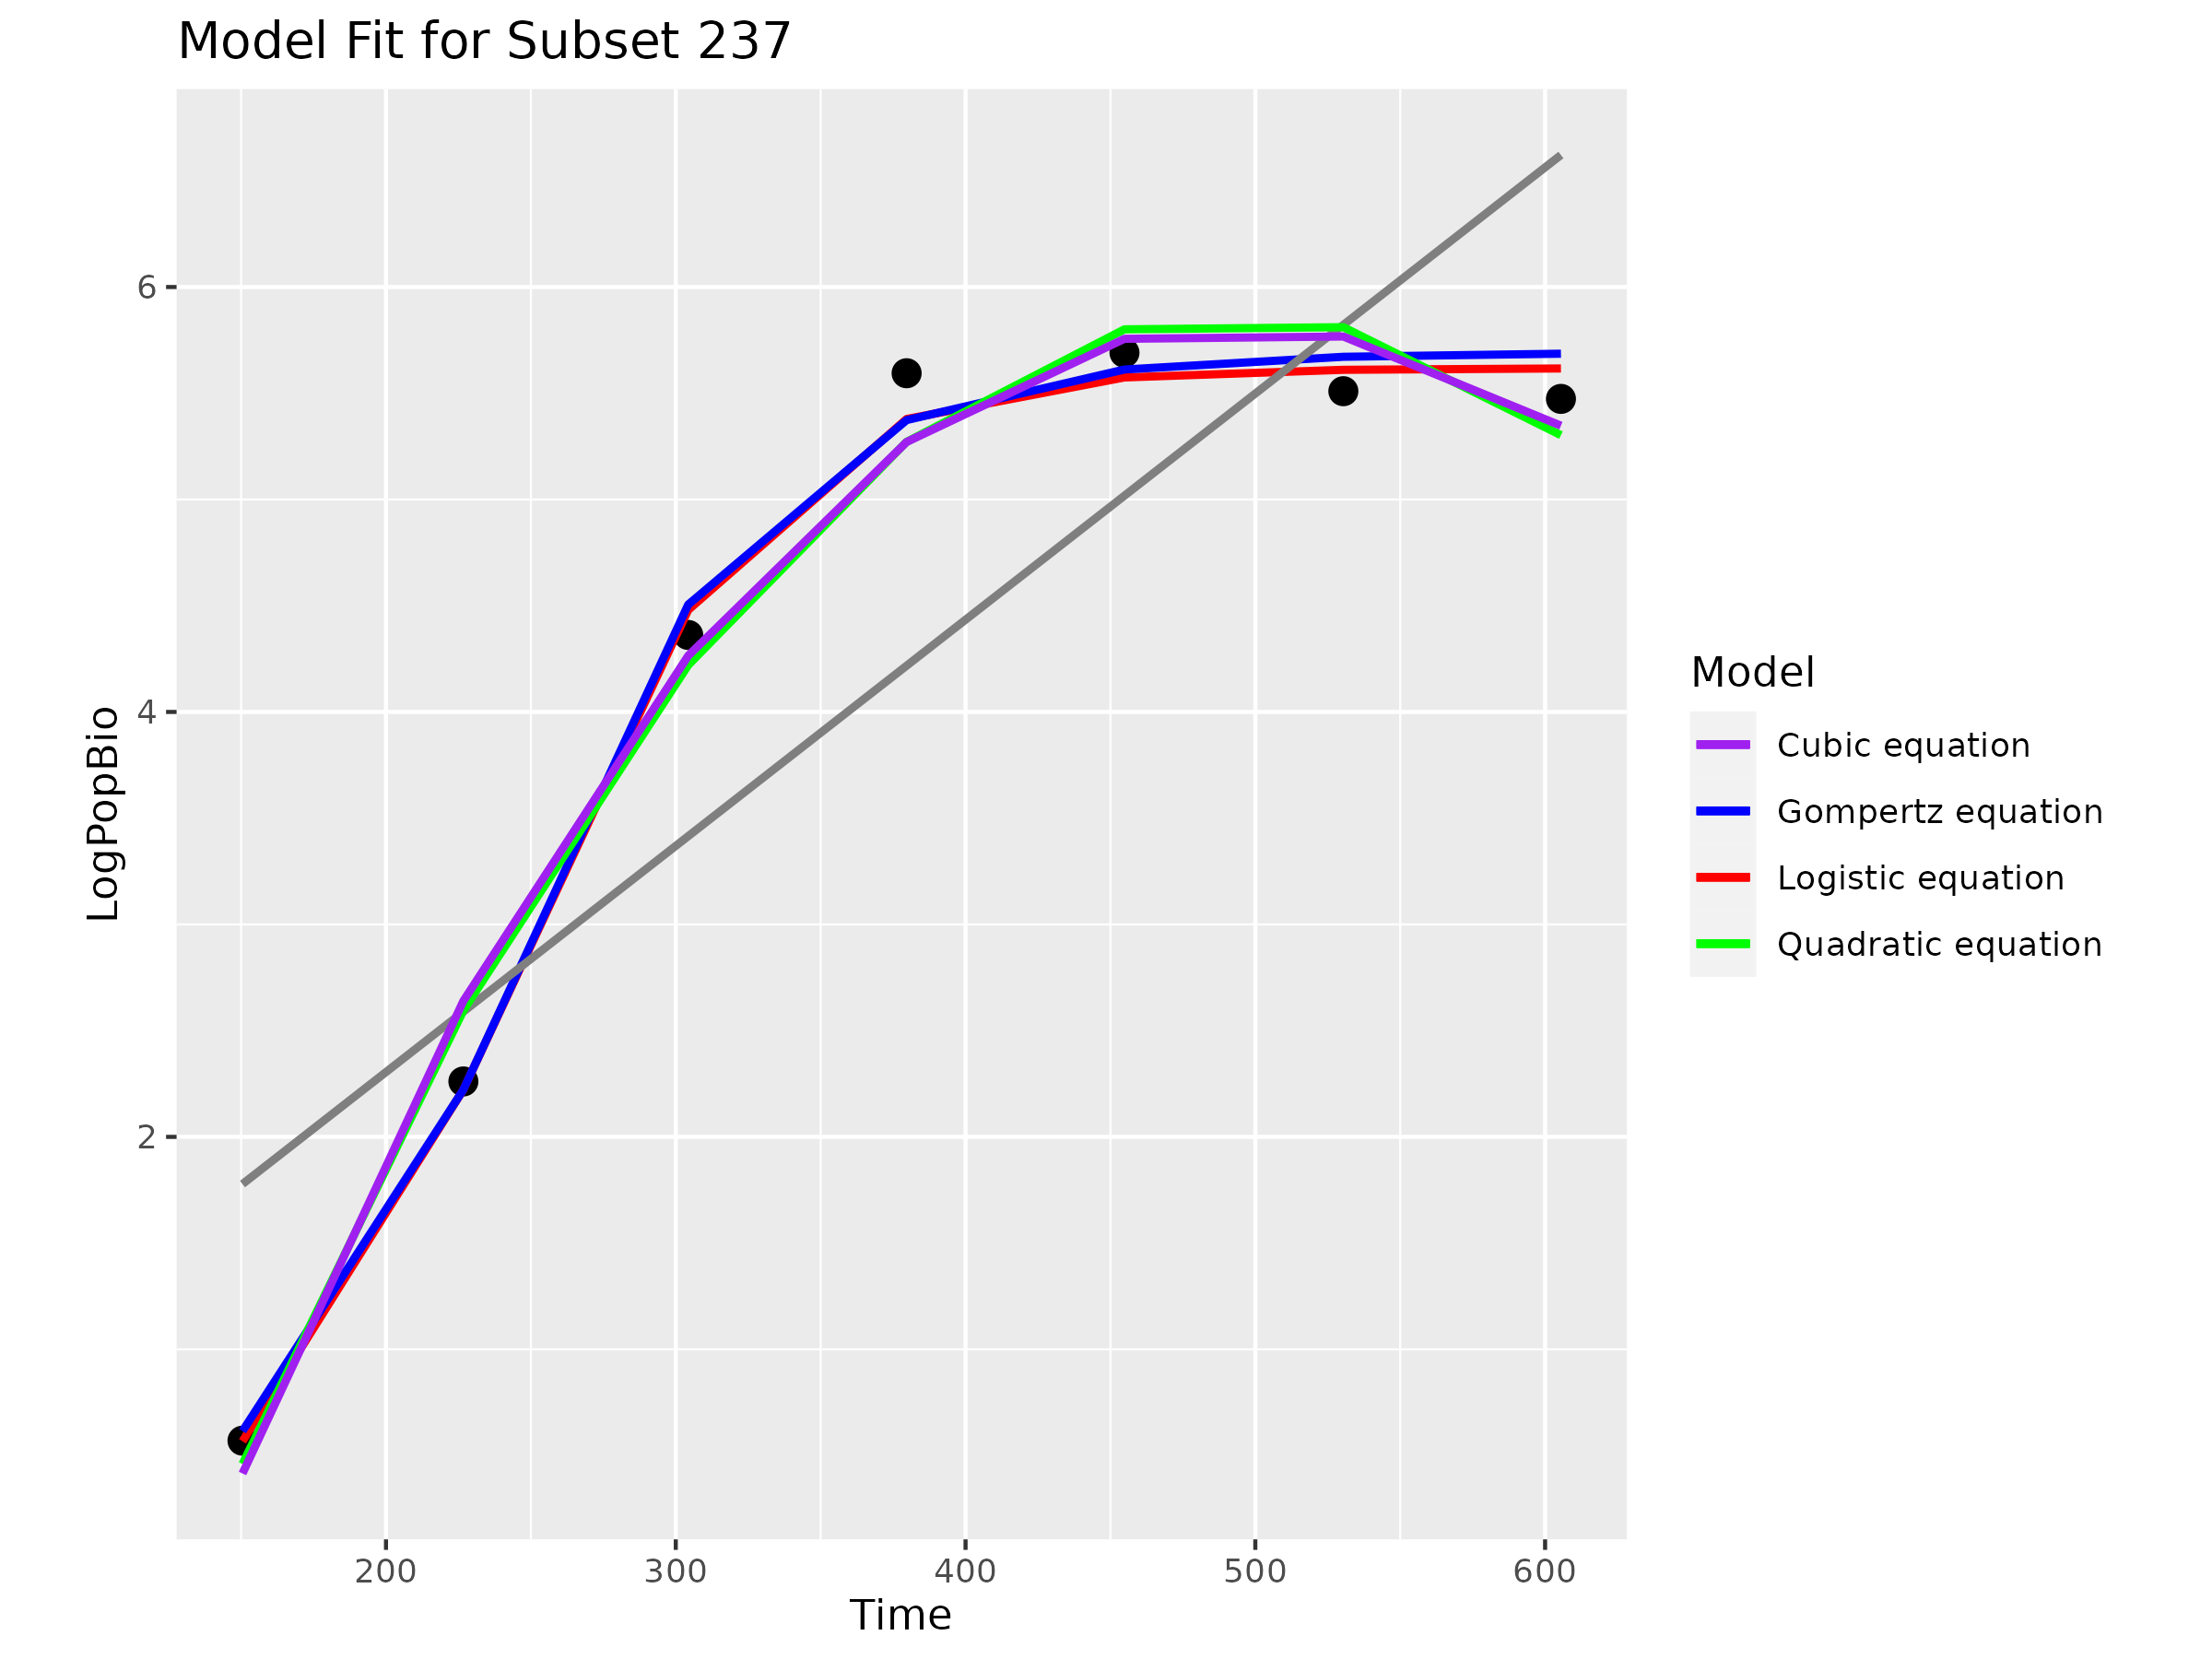 Model Fit for Subset 237
6
4
2
LogPopBio
200 300 400 500 600
Time
Model
Cubic equation
Gompertz equation
Logistic equation
Quadratic equation